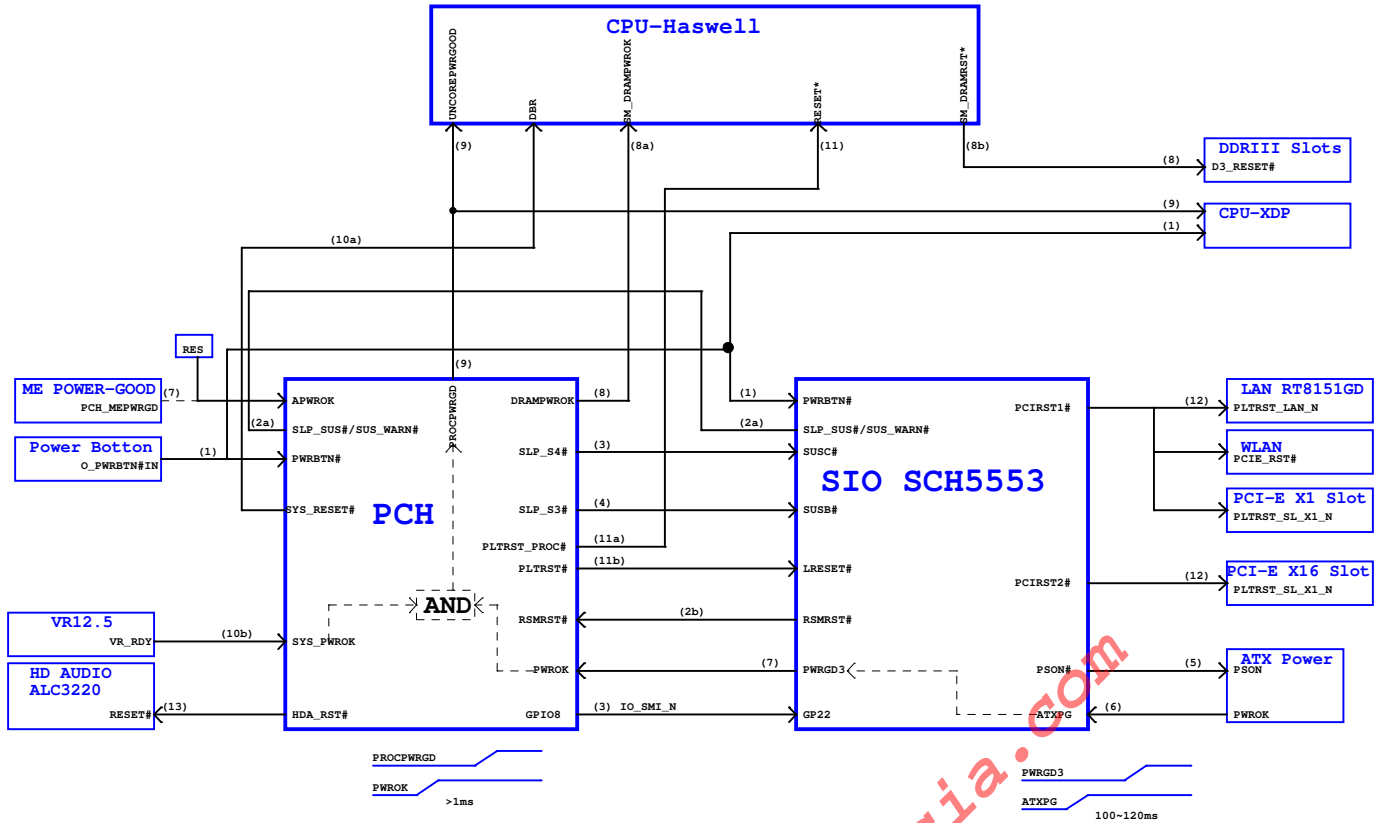 CPU-Haswell
UNCOREPWRGOOD
DBR
SM_DRAMPWROK
RESET*
SM_DRAMRST*
(9)
(8a)
(11)
(8b)
(8)
DDRIII Slots
D3_RESET#
(9)
CPU-XDP
(1)
(10a)
RES
ME POWER-GOOD
PCH_MEPWRGD
(7)
Power Botton
O_PWRBTN#IN
(1)
(2a)
(9)
APWROK
SLP_SUS#/SUS_WARN#
PWRBTN#
SYS_RESET#
PCH
PROCPWRGD
DRAMPWROK
(8)
SLP_S4#
(3)
SLP_S3#
(4)
PLTRST_PROC#
(11a)
PLTRST#
(11b)
AND
RSMRST#
(2b)
SYS_PWROK
PWROK
(7)
HDA_RST#
GPIO8
(3) IO_SMI_N
VR12.5
VR_RDY
(10b)
HD AUDIO
ALC3220
RESET#
(13)
(1)
(2a)
PWRBTN#
SLP_SUS#/SUS_WARN#
SUSC#
SIO SCH5553
SUSB#
LRESET#
RSMRST#
PWRGD3
GP22
PCIRST1#
PCIRST2#
PSON#
ATXPG
(12)
LAN RT8151GD
PLTRST_LAN_N
WLAN
PCIE_RST#
PCI-E X1 Slot
PLTRST_SL_X1_N
(12)
PCI-E X16 Slot
PLTRST_SL_X1_N
(5)
ATX Power
PSON
(6)
PWROK
PROCPWRGD
PWROK
>1ms
PWRGD3
ATXPG
100~120ms
ia.com